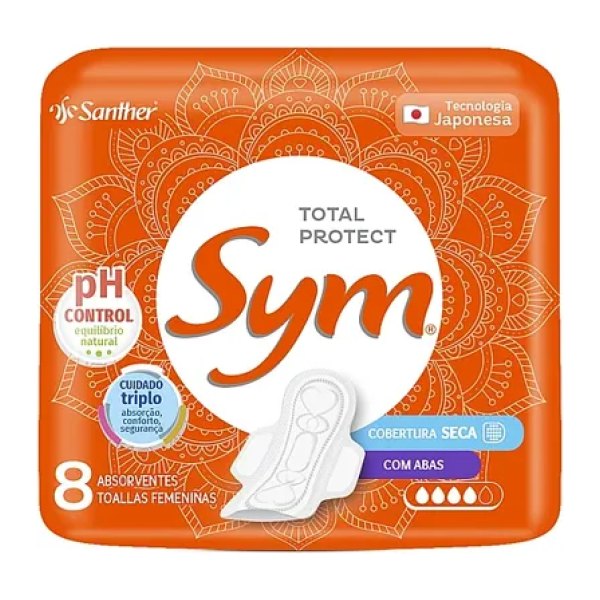 Santher®
Tecnologia
Japonesa
TOTAL
PROTECT
Sym®
pH
CONTROL
equilíbrio
natural
CUIDADO
triplo
absorção,
conforto,
segurança
COBERTURA SECA
COM ABAS
8 ABSORVENTES
TOALLAS FEMENINAS